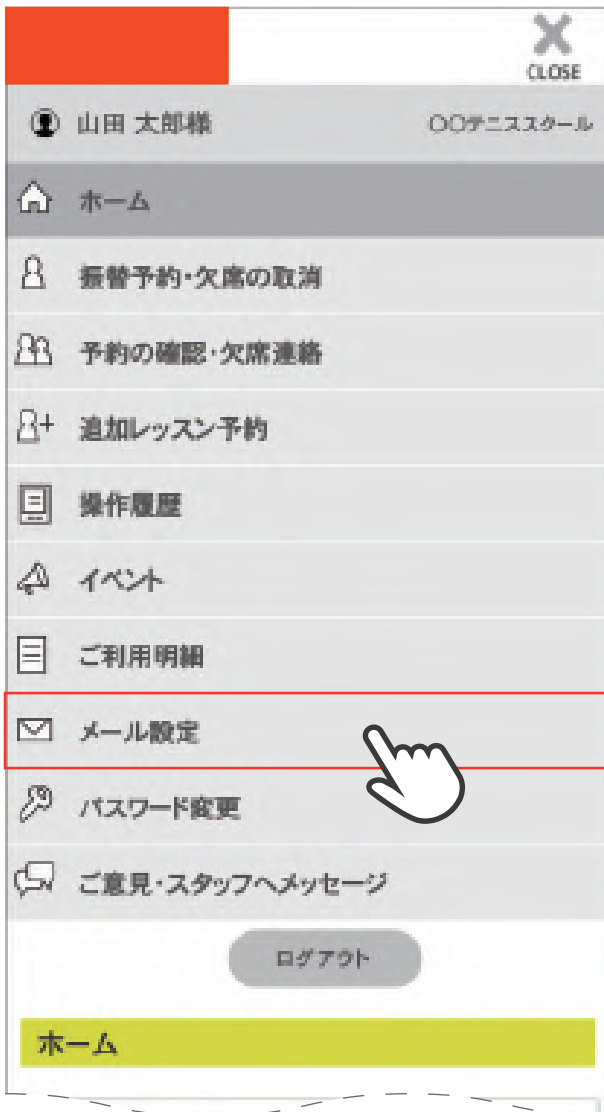 CLOSE
山田 太郎様 〇〇テニススクール
ホーム
振替予約・欠席の取消
予約の確認・欠席連絡
追加レッスン予約
操作履歴
イベント
ご利用明細
メール設定
パスワード変更
ご意見・スタッフへメッセージ
ログアウト
ホーム